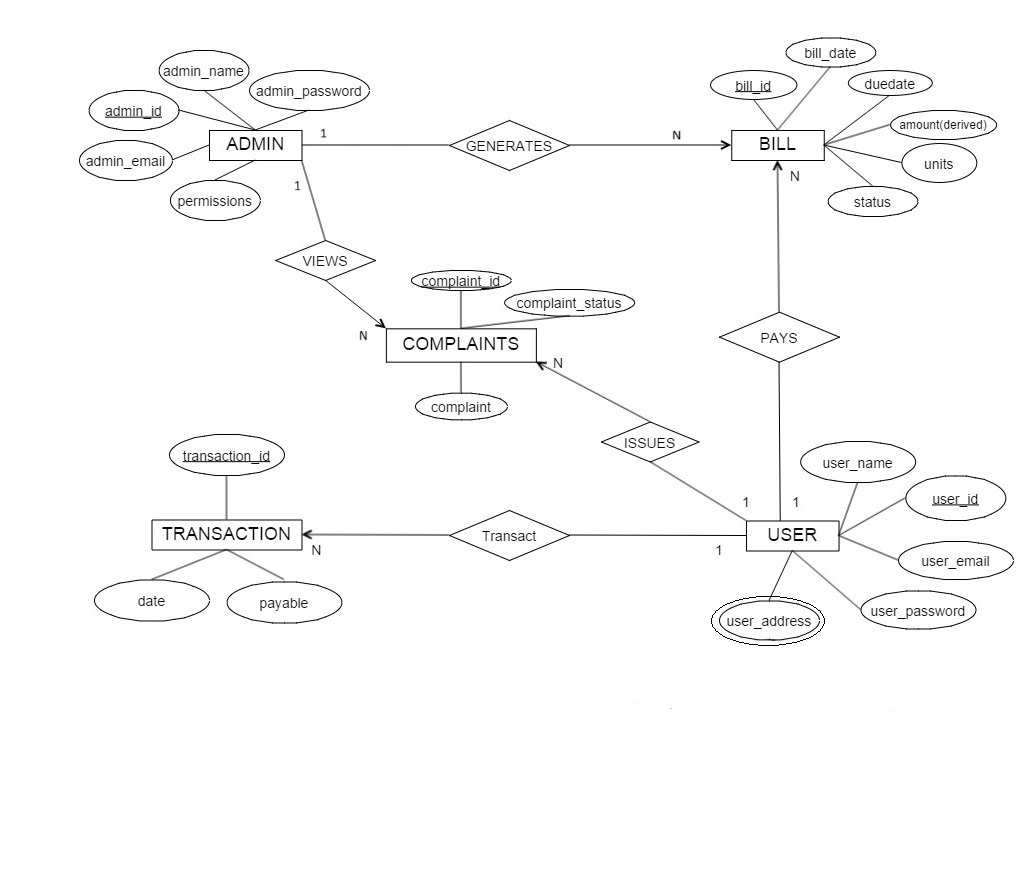 bill_date
admin_name
admin_password
bill_id
duedate
admin_id
amount(derived)
ADMIN
1
GENERATES
N
BILL
admin_email
units
permissions
1
N
status
VIEWS
complaint_id
complaint_status
N
COMPLAINTS
PAYS
N
complaint
ISSUES
transaction_id
user_name
user_id
1
1
TRANSACTION
N
Transact
1
USER
user_email
date
payable
user_address
user_password